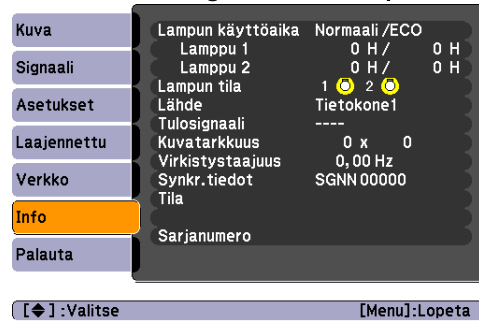 Kuva
Signaali
Asetukset
Laajennettu
Verkko
Info
Palauta
Lampun käyttöaika Normaali /ECO
Lamppu 1 0 H / 0 H
Lamppu 2 0 H / 0 H
Lampun tila 1 2
Lähde Tietokone1
Tulosignaali ----
Kuvatarkkuus 0 x 0
Virkistystaajuus 0,00 Hz
Synkr.tiedot SGNN 00000
Tila
Sarjanumero
[ ] :Valitse [Menu]:Lopeta